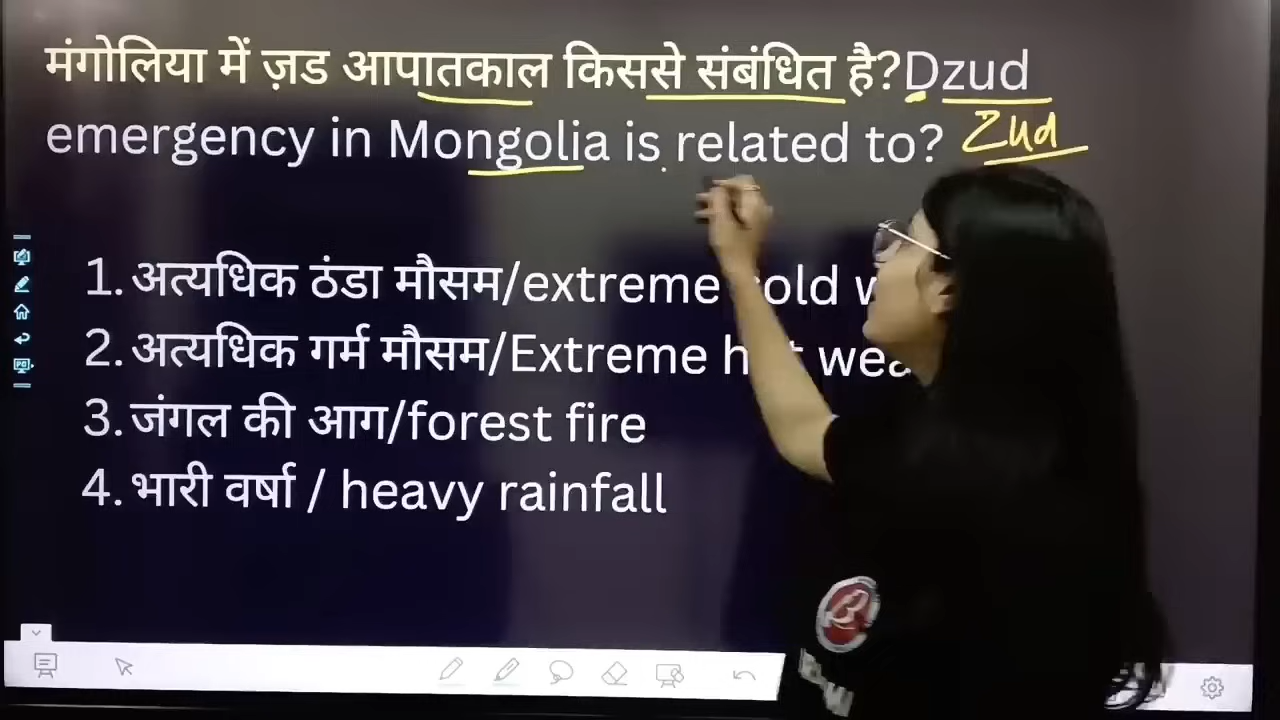 मंगोलिया में ज़ड आपातकाल किससे संबंधित है?Dzud
emergency in Mongolia is related to? Zud
1. अत्यधिक ठंडा मौसम/extreme cold
2. अत्यधिक गर्म मौसम/Extreme
3. जंगल की आग/forest fire
4. भारी वर्षा / heavy rainfall